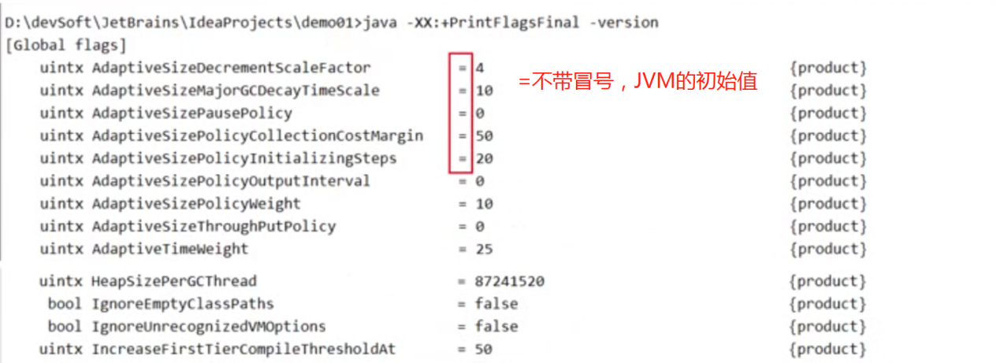 D:\devSoft\JetBrains\IdeaProjects\demo01>java -XX:+PrintFlagsFinal -version
[Global flags]
uintx AdaptiveSizeDecrementScaleFactor = 4 {product}
=不带冒号，JVM的初始值
uintx AdaptiveSizeMajorGCDecayTimeScale = 10 {product}
uintx AdaptiveSizePausePolicy = 0 {product}
uintx AdaptiveSizePolicyCollectionCostMargin = 50 {product}
uintx AdaptiveSizePolicyInitializingSteps = 20 {product}
uintx AdaptiveSizePolicyOutputInterval = 0 {product}
uintx AdaptiveSizePolicyWeight = 10 {product}
uintx AdaptiveSizeThroughPutPolicy = 0 {product}
uintx AdaptiveTimeWeight = 25 {product}
uintx HeapSizePerGCThread = 87241520 {product}
bool IgnoreEmptyClassPaths = false {product}
bool IgnoreUnrecognizedVMOptions = false {product}
uintx IncreaseFirstTierCompileThresholdAt = 50 {product}